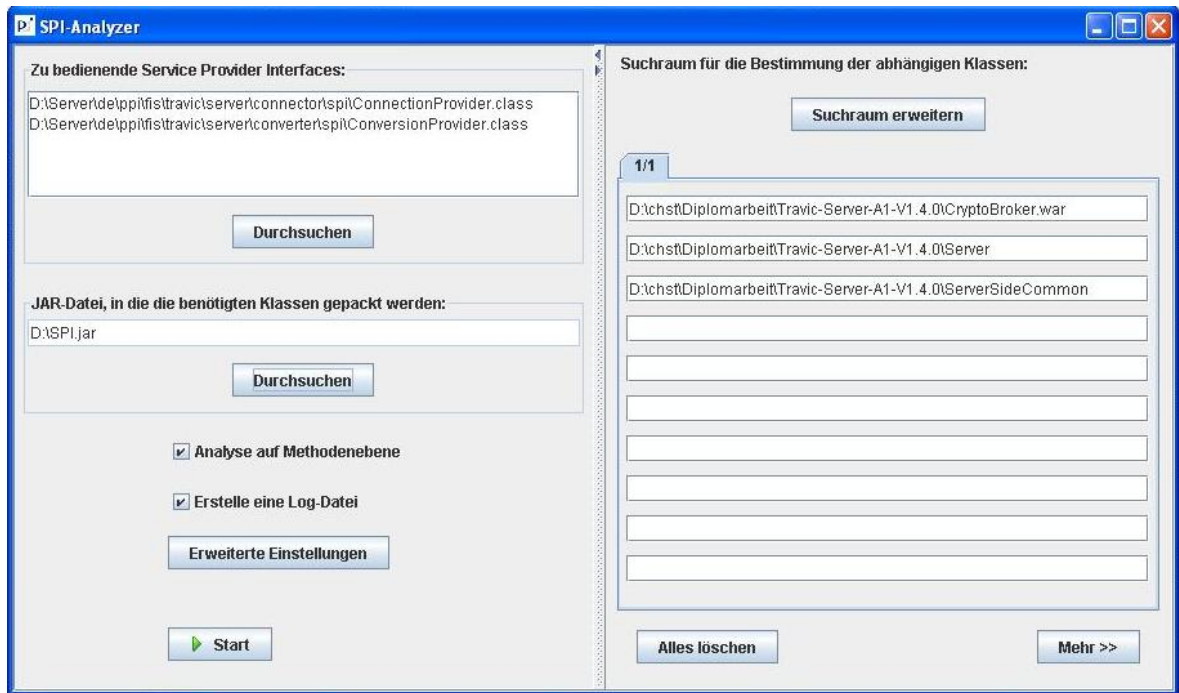 SPI-Analyzer
Zu bedienende Service Provider Interfaces:
D:\Server\de\ppi\fis\travic\server\connector\spi\ConnectionProvider.class
D:\Server\de\ppi\fis\travic\server\converter\spi\ConversionProvider.class
Durchsuchen
JAR-Datei, in die die benötigten Klassen gepackt werden:
D:\SPI.jar
Durchsuchen
Analyse auf Methodenebene
Erstelle eine Log-Datei
Erweiterte Einstellungen
Start
Suchraum für die Bestimmung der abhängigen Klassen:
Suchraum erweitern
1/1
D:\chst\Diplomarbeit\Travic-Server-A1-V1.4.0\CryptoBroker.war
D:\chst\Diplomarbeit\Travic-Server-A1-V1.4.0\Server
D:\chst\Diplomarbeit\Travic-Server-A1-V1.4.0\ServerSideCommon
Alles löschen
Mehr >>